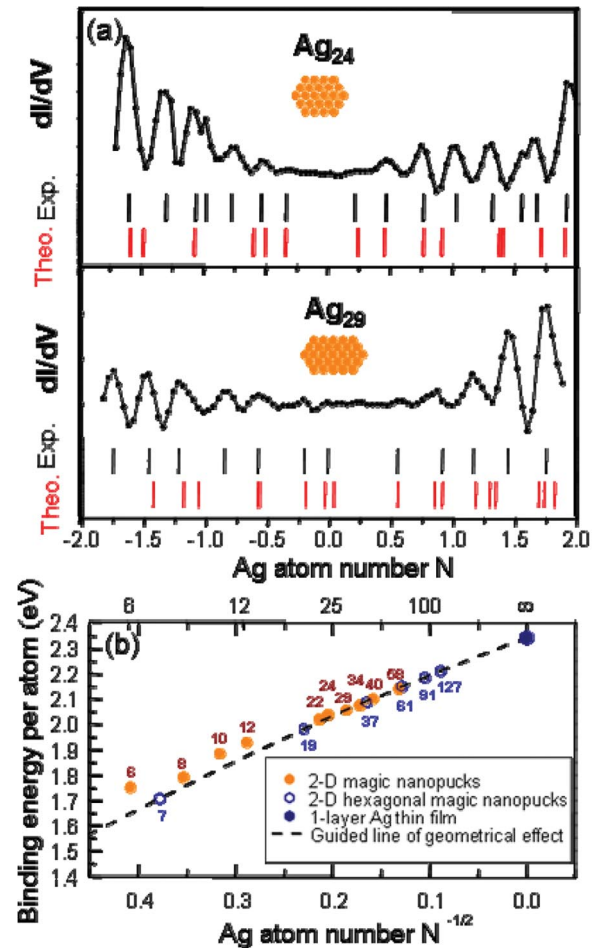 (a)
Ag24
dI/dV
Exp.
Theo.
Ag29
dI/dV
Exp.
Theo.
-2.0 -1.5 -1.0 -0.5 0.0 0.5 1.0 1.5 2.0
Ag atom number N
6 12 25 100 ∞
(b)
Binding energy per atom (eV)
2.4
2.3
2.2
2.1
2.0
1.9
1.8
1.7
1.6
1.5
1.4
6 8 10 12 22 24 29 34 40 58
7 19 37 61 91 127
2-D magic nanopucks
2-D hexagonal magic nanopucks
1-layer Ag thin film
Guided line of geometrical effect
0.4 0.3 0.2 0.1 0.0
Ag atom number N -1/2